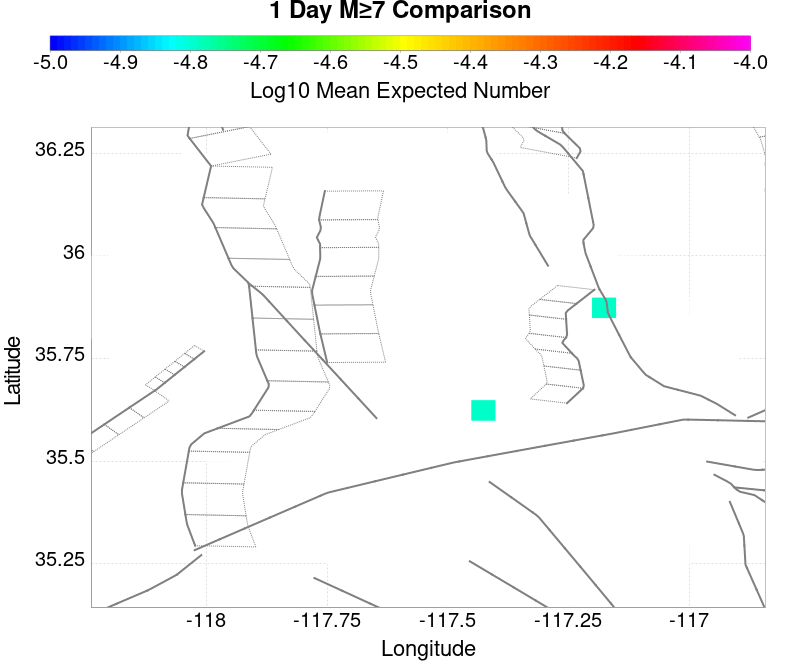 1 Day M≥7 Comparison
-5.0 -4.9 -4.8 -4.7 -4.6 -4.5 -4.4 -4.3 -4.2 -4.1 -4.0
Log10 Mean Expected Number
36.25
36
35.75
35.5
35.25
Latitude
-118 -117.75 -117.5 -117.25 -117
Longitude